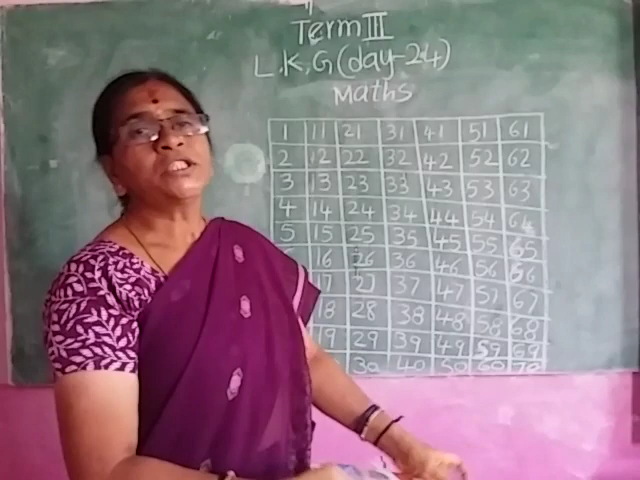 Term III
L.K.G (day-24)
Maths
1 11 21 31 41 51 61
2 12 22 32 42 52 62
3 13 23 33 43 53 63
4 14 24 34 44 54 64
5 15 25 35 45 55 65
16 26 36 46 56 66
17 27 37 47 57 67
18 28 38 48 58 68
19 29 39 49 59 69
30 40 50 60 70